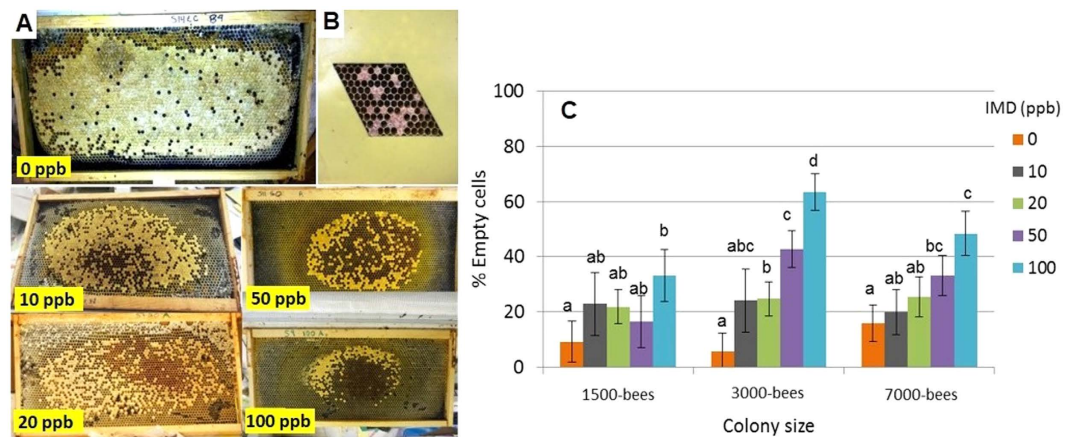 A
B
0 ppb
10 ppb
50 ppb
20 ppb
100 ppb
C
% Empty cells
100
80
60
40
20
0
a
ab
ab
ab
b
a
abc
b
c
d
a
ab
ab
bc
c
1500-bees
3000-bees
7000-bees
Colony size
IMD (ppb)
0
10
20
50
100